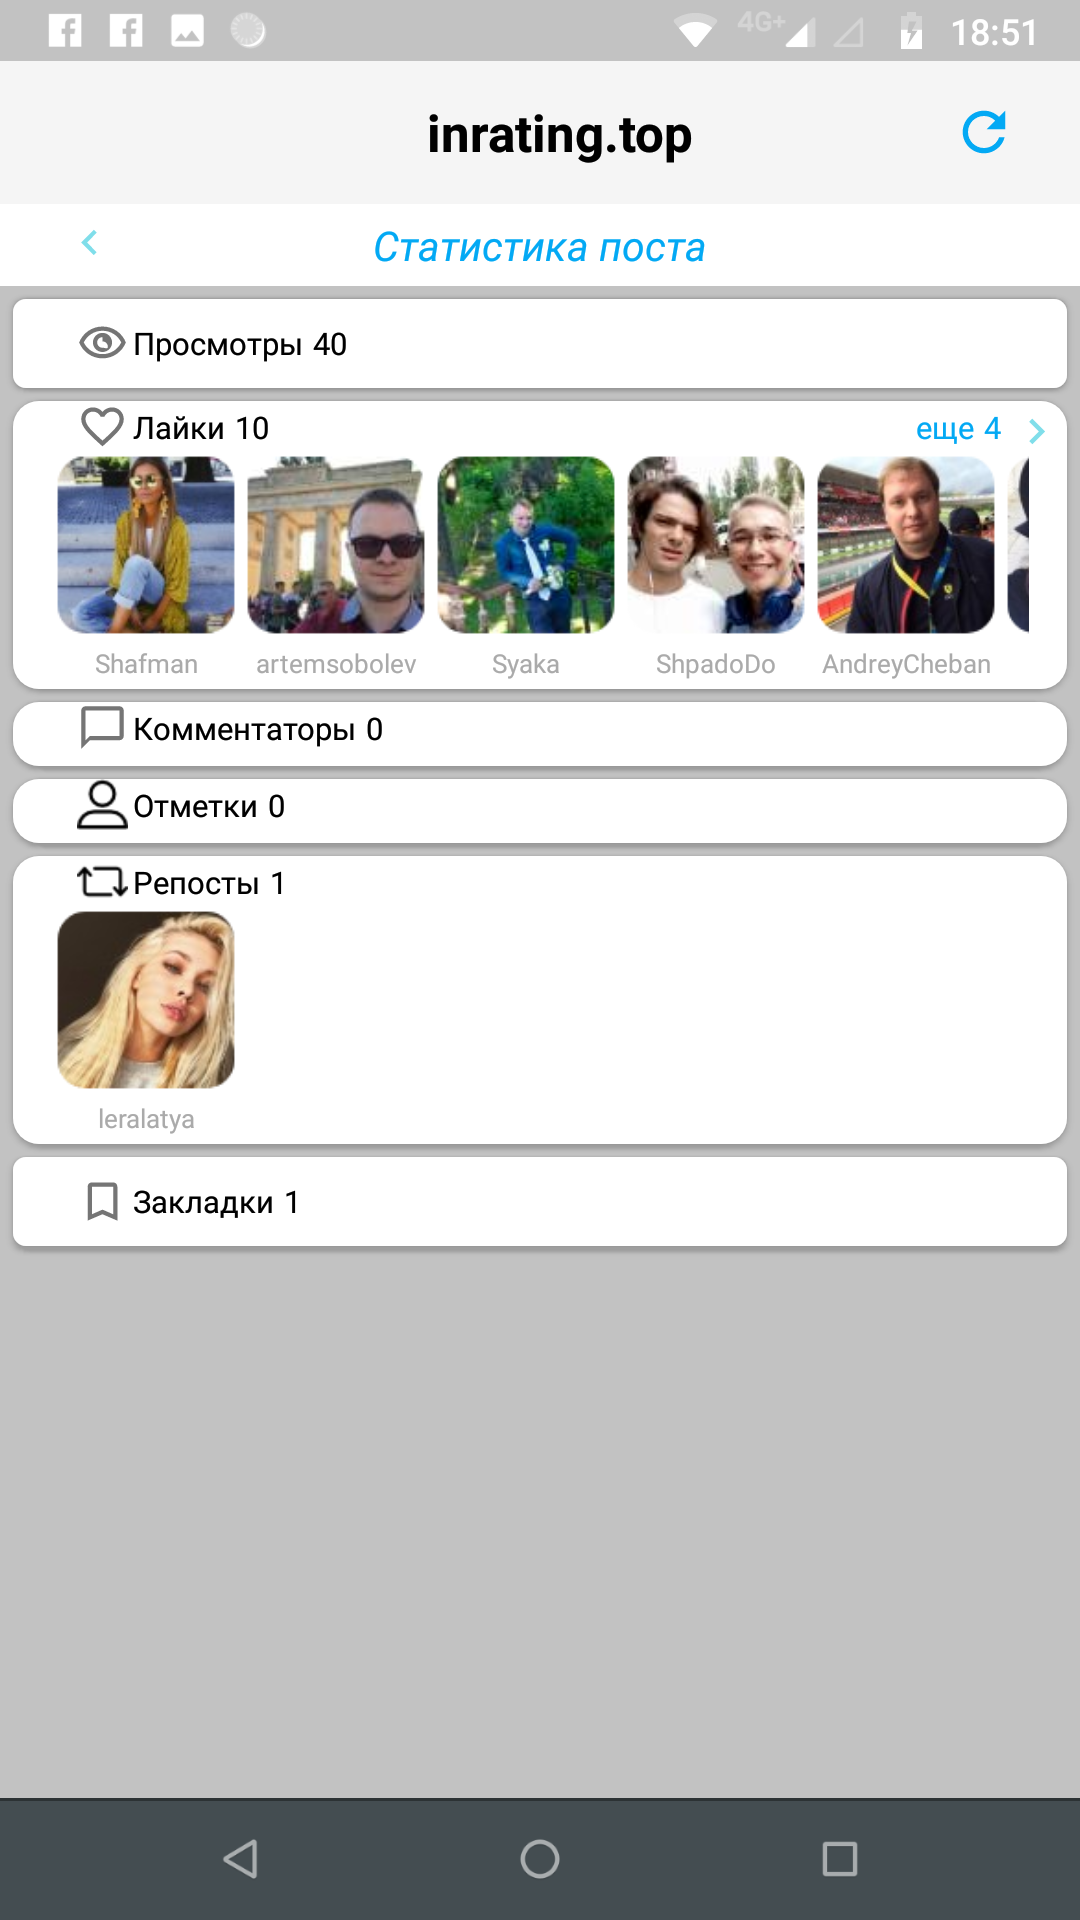 4G+ 18:51
inrating.top
Статистика поста
Просмотры 40
Лайки 10 еще 4
Shafman artemsobolev Syaka ShpadoDo AndreyCheban
Комментаторы 0
Отметки 0
Репосты 1
leralatya
Закладки 1